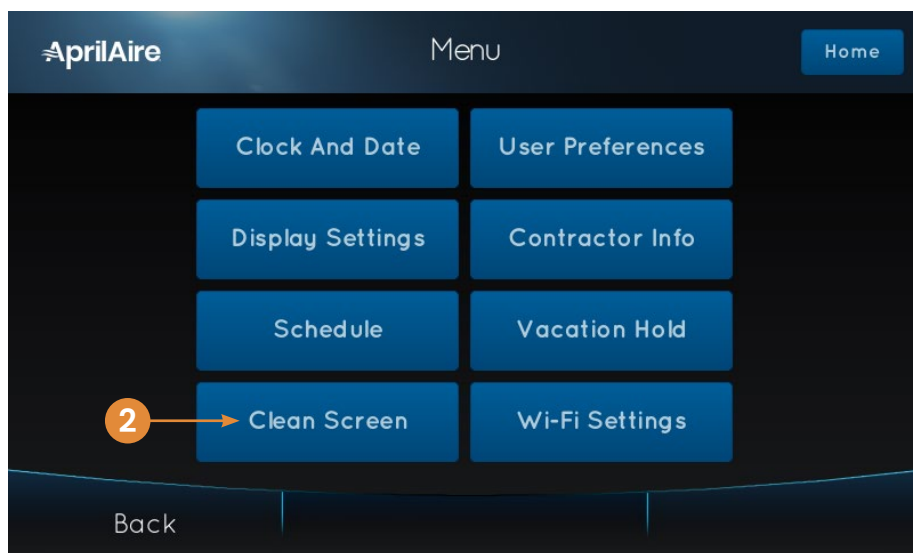 AprilAire
Menu
Home
Clock And Date
User Preferences
Display Settings
Contractor Info
Schedule
Vacation Hold
2
Clean Screen
Wi-Fi Settings
Back